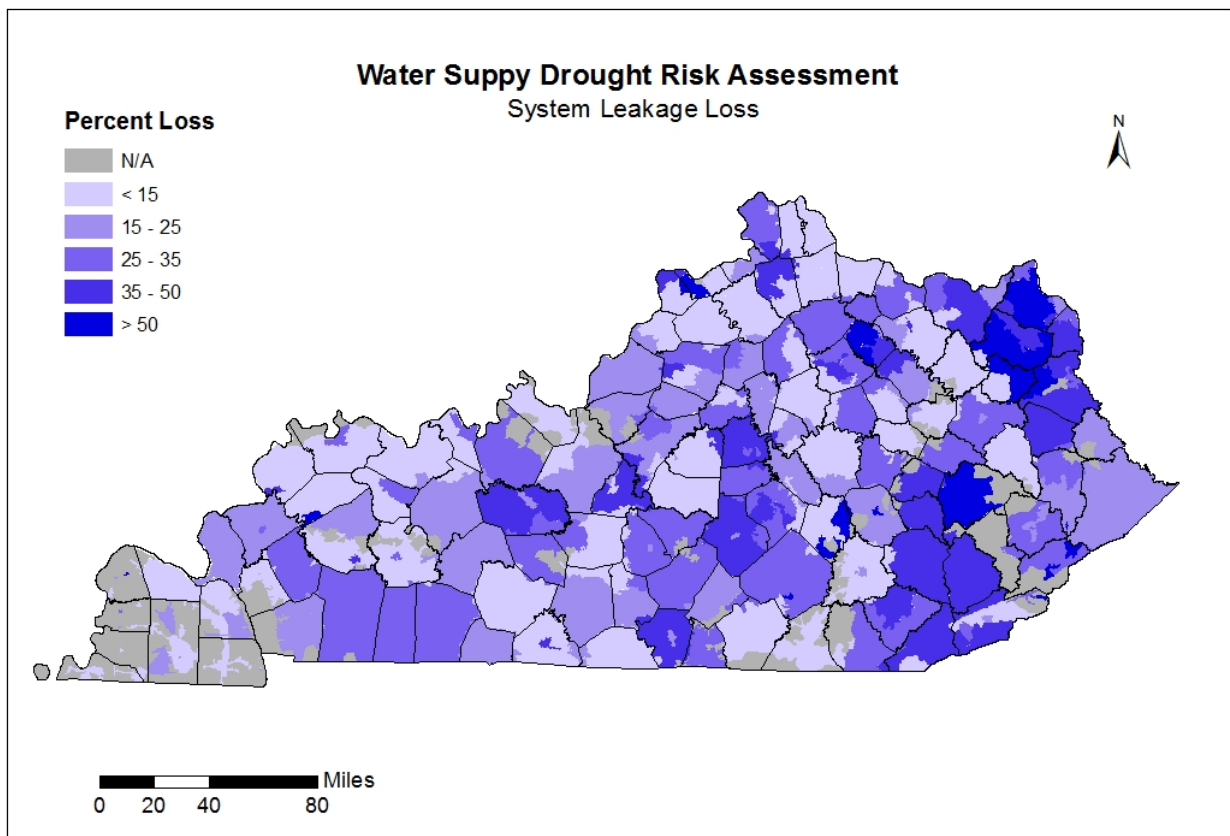 Water Suppy Drought Risk Assessment
System Leakage Loss
Percent Loss
N/A
< 15
15 - 25
25 - 35
35 - 50
> 50
N
Miles
0 20 40 80